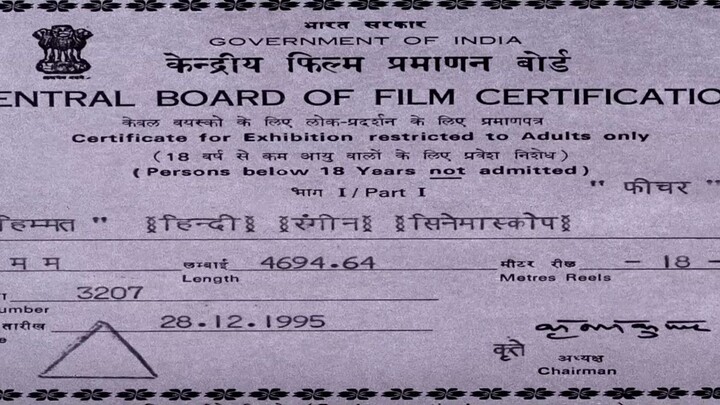 भारत सरकार
GOVERNMENT OF INDIA
केन्द्रीय फिल्म प्रमाणन बोर्ड
ENTRAL BOARD OF FILM CERTIFICATIO
केवल वयस्को के लिए लोक-प्रदर्शन के लिए प्रमाणपत्र
Certificate for Exhibition restricted to Adults only
(18 वर्ष से कम आयु वालों के लिए प्रवेश निशेध)
(Persons below 18 Years not admitted)
भाग I / Part I " फीचर "
हिम्मत " हिन्दी रंगीन सिनेमास्कोप
म म लम्बाई 4694.64 मीटर रील - 18 -
Length Metres Reels
3207
umber
तारीख 28.12.1995
वृत्ते
अध्यक्ष
Chairman